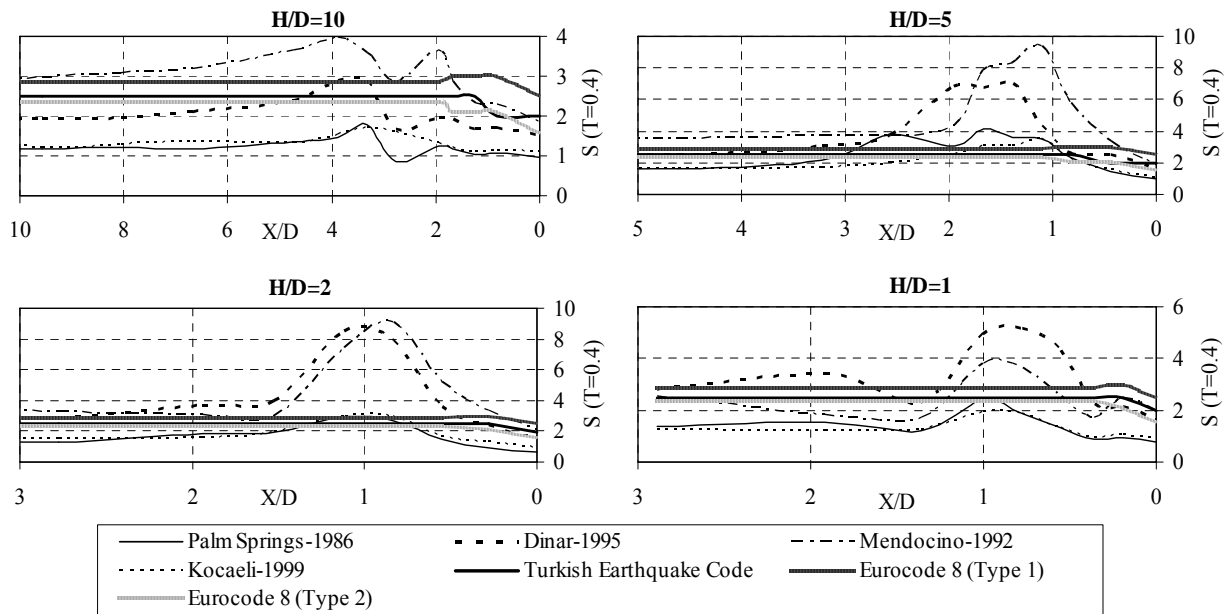 H/D=10
4
3
2
1
0
S (T=0.4)
10
8
6
4
2
0
X/D
H/D=5
10
8
6
4
2
0
S (T=0.4)
5
4
3
2
1
0
X/D
H/D=2
10
8
6
4
2
0
S (T=0.4)
3
2
1
0
X/D
H/D=1
6
4
2
0
S (T=0.4)
3
2
1
0
X/D
Palm Springs-1986
Dinar-1995
Mendocino-1992
Kocaeli-1999
Turkish Earthquake Code
Eurocode 8 (Type 1)
Eurocode 8 (Type 2)